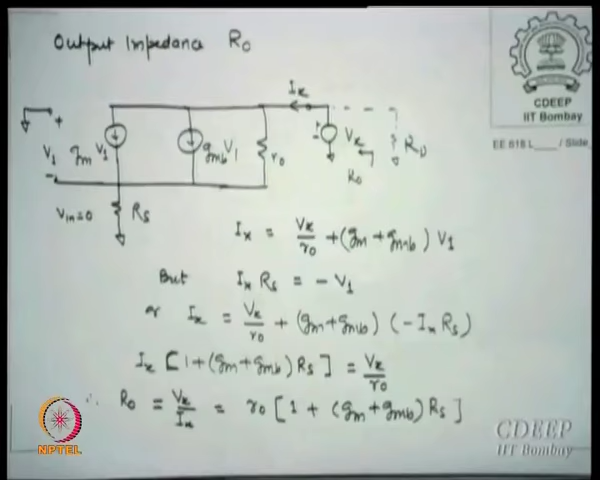 Output Impedance R0
CDEEP
IIT Bombay
EE 618 L____ / Slide
Ix
+
V1
-
gm V1
gmb V1
r0
+
-
Vx
R0
RD
Vin=0
RS
Ix = Vx/r0 + (gm + gmb) V1
But Ix RS = - V1
or Ix = Vx/r0 + (gm + gmb) (- Ix RS)
Ix [ 1 + (gm + gmb) RS ] = Vx/r0
∴ R0 = Vx/Ix = r0 [ 1 + (gm + gmb) RS ]
NPTEL
CDEEP
IIT Bombay